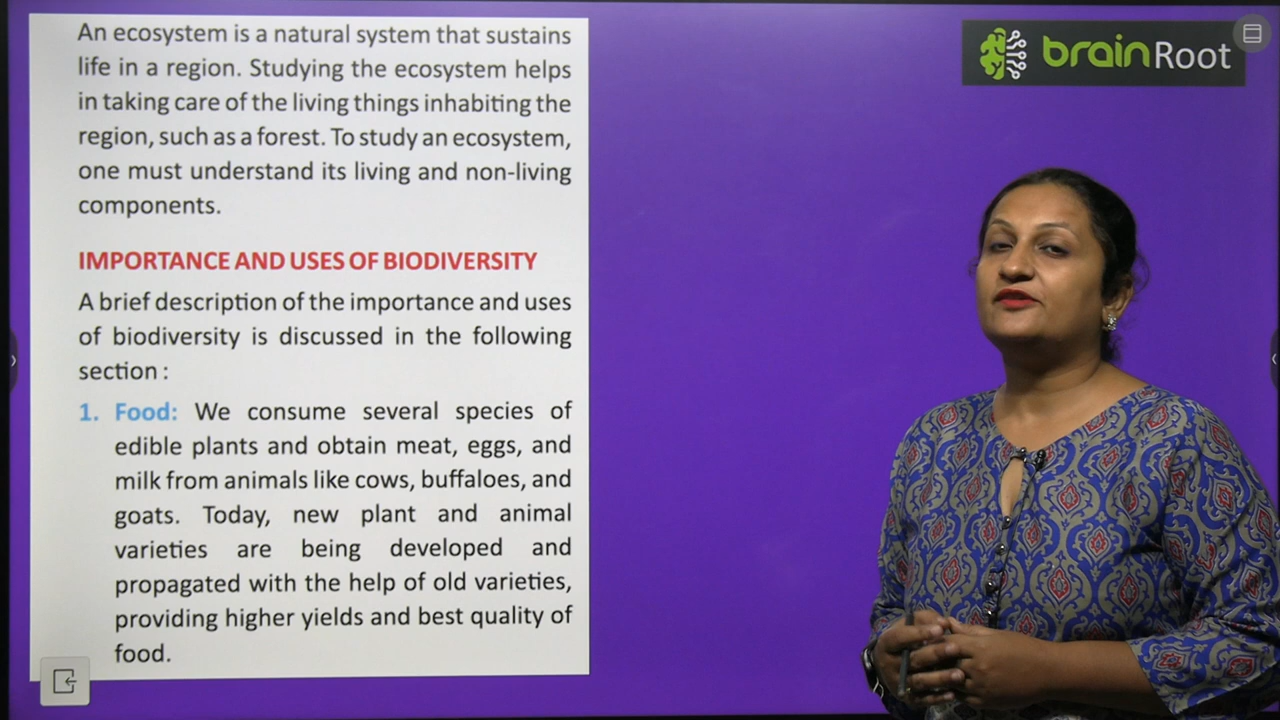 An ecosystem is a natural system that sustains
life in a region. Studying the ecosystem helps
in taking care of the living things inhabiting the
region, such as a forest. To study an ecosystem,
one must understand its living and non-living
components.
IMPORTANCE AND USES OF BIODIVERSITY
A brief description of the importance and uses
of biodiversity is discussed in the following
section :
1. Food: We consume several species of
edible plants and obtain meat, eggs, and
milk from animals like cows, buffaloes, and
goats. Today, new plant and animal
varieties are being developed and
propagated with the help of old varieties,
providing higher yields and best quality of
food.
brainRoot